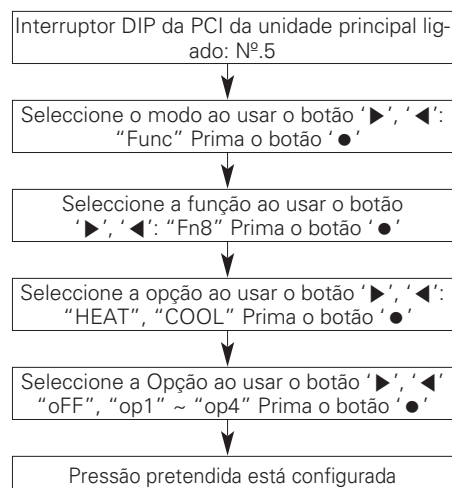 Interruptor DIP da PCI da unidade principal lig-
ado: Nº.5
Seleccione o modo ao usar o botão ‘▶’, ‘◀’:
“Func” Prima o botão ‘●’
Seleccione a função ao usar o botão
‘▶’, ‘◀’: “Fn8” Prima o botão ‘●’
Seleccione a opção ao usar o botão ‘▶’, ‘◀’:
“HEAT”, “COOL” Prima o botão ‘●’
Seleccione a Opção ao usar o botão ‘▶’, ‘◀’
“oFF”, “op1” ~ “op4” Prima o botão ‘●’
Pressão pretendida está configurada